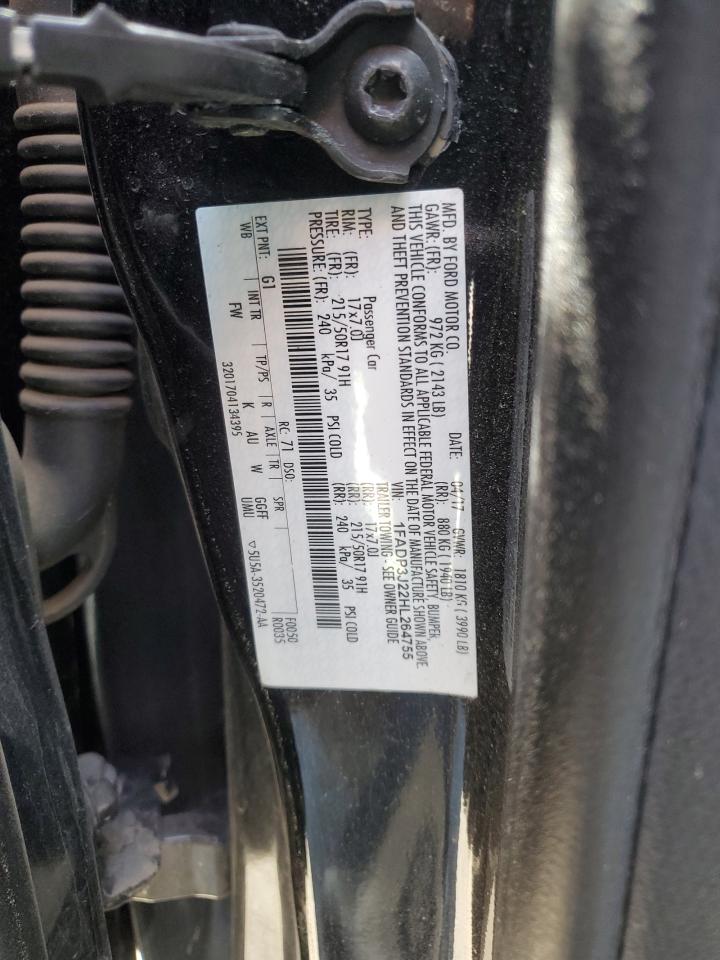 MFD. BY FORD MOTOR CO.
DATE: 04/17 GVWR: 1810 KG ( 3990 LB)
GAWR: (FR): 972 KG ( 2143 LB) (RR): 880 KG ( 1940 LB)
THIS VEHICLE CONFORMS TO ALL APPLICABLE FEDERAL MOTOR VEHICLE SAFETY, BUMPER,
AND THEFT PREVENTION STANDARDS IN EFFECT ON THE DATE OF MANUFACTURE SHOWN ABOVE.
VIN: 1FADP3J22HL264755
TYPE: Passenger Car TRAILER TOWING - SEE OWNER GUIDE
RIM: (FR): 17x7.0J (RR): 17x7.0J
TIRE: (FR): 215/50R17 91H (RR): 215/50R17 91H
PRESSURE: (FR): 240 kPa/ 35 PSI COLD (RR): 240 kPa/ 35 PSI COLD
F0050
EXT PNT: G1 RC: 71 DSO: R0035
WB INT TR TP/PS R AXLE TR SPR
FW K AU W GGFF UMU
3201704134395 ▽5U5A-3520472-AA